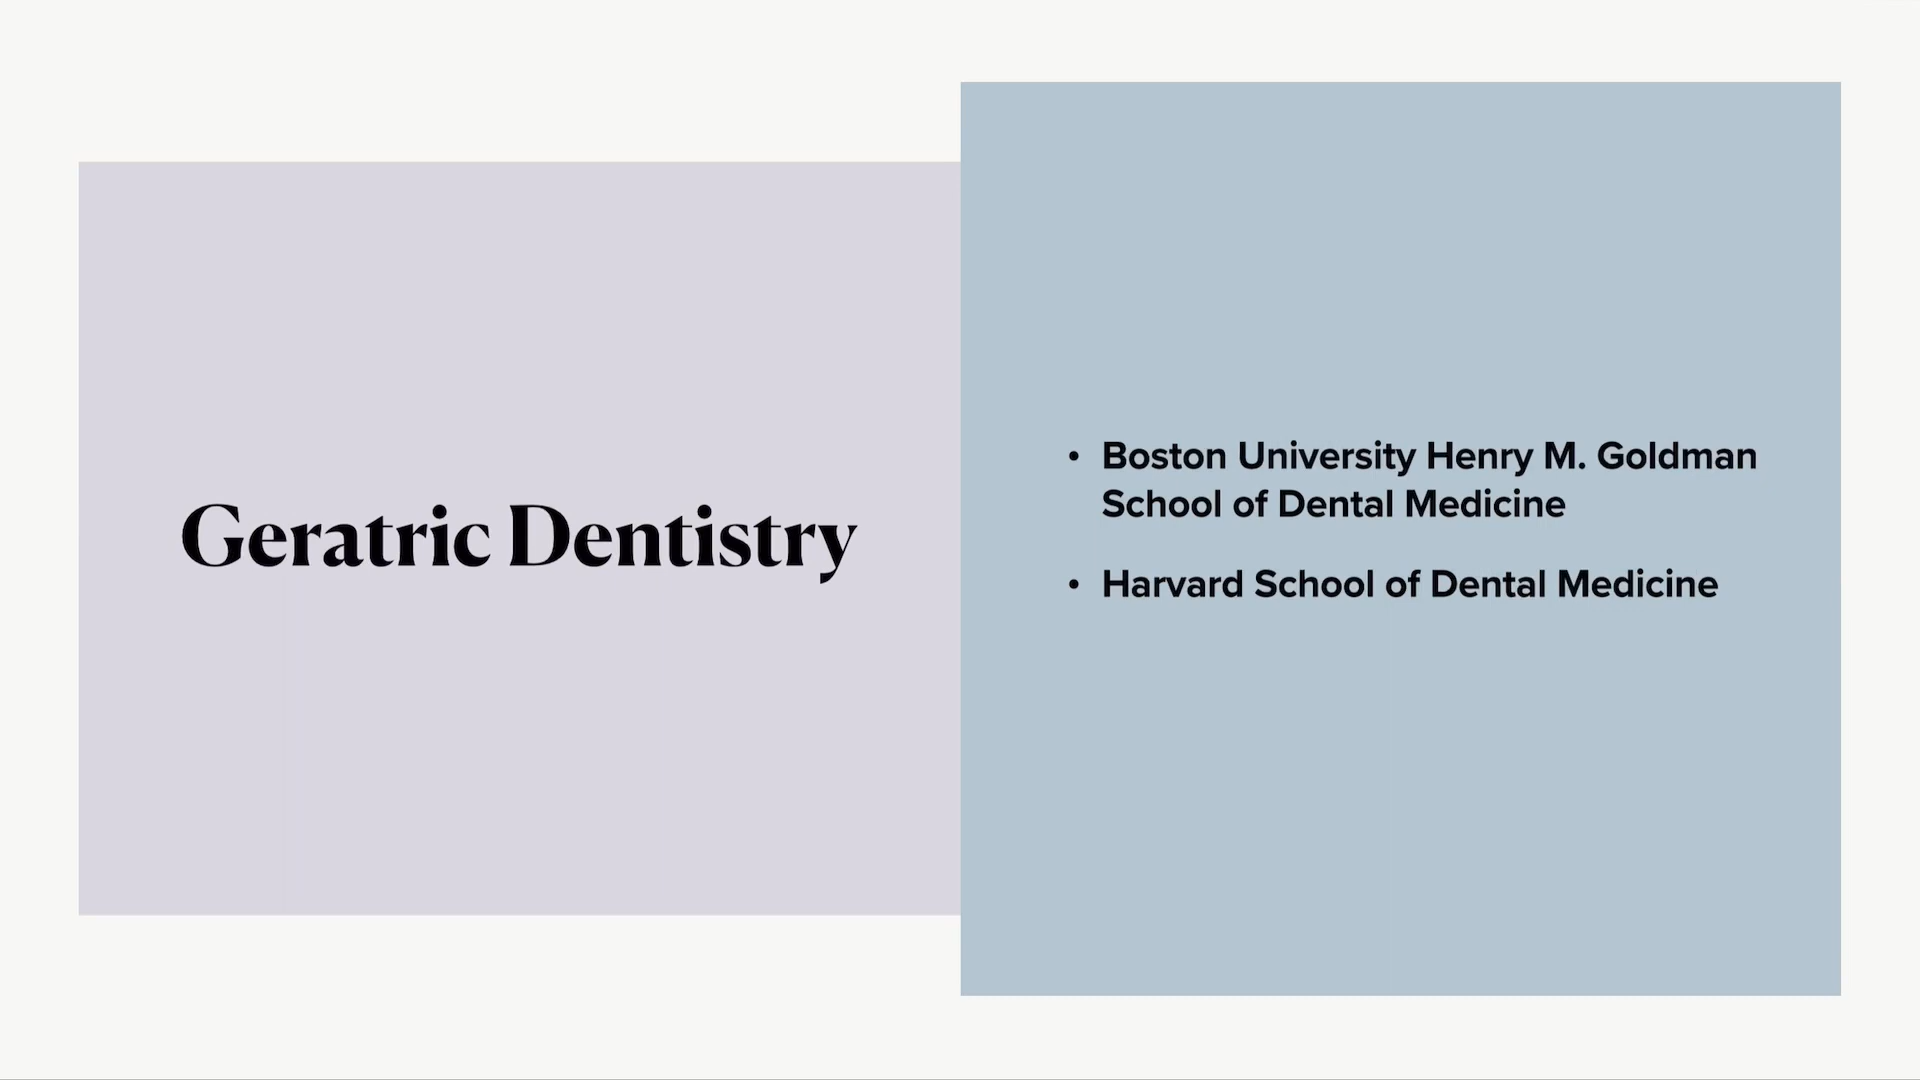 Geratric Dentistry
• Boston University Henry M. Goldman
School of Dental Medicine
• Harvard School of Dental Medicine